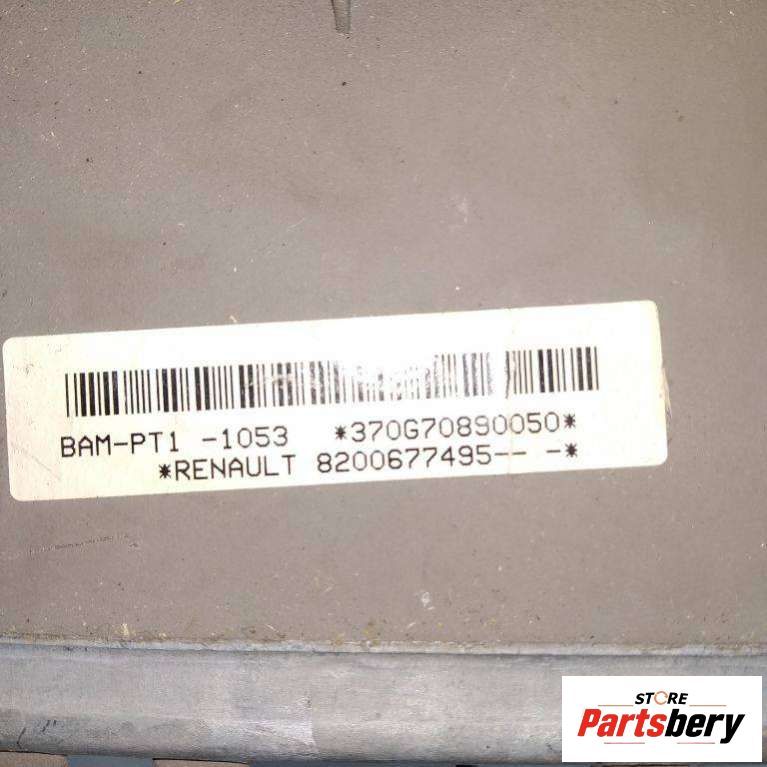 BAM-PT1 -1053 *370G70890050*
*RENAULT 8200677495-- -*
STORE
Partsbery